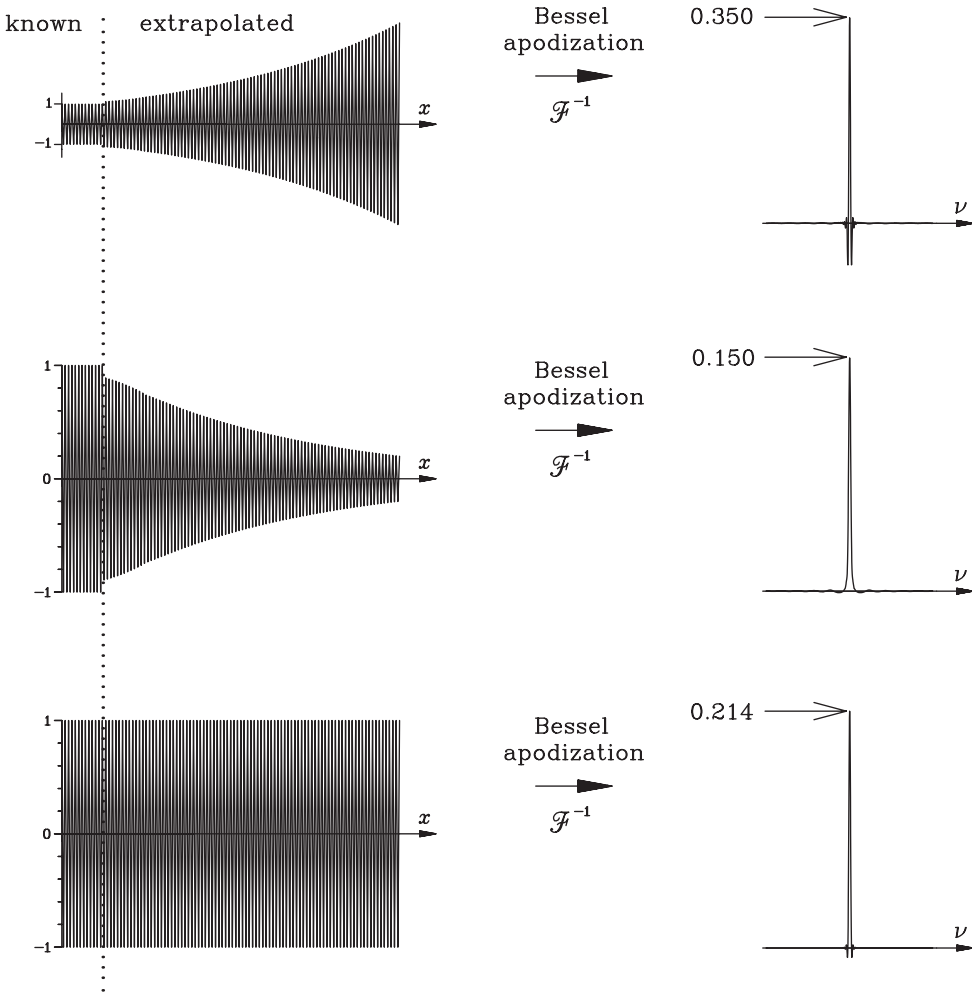 known extrapolated
1
-1
x
Bessel
apodization
ℱ⁻¹
0.350
ν
1
0
-1
x
Bessel
apodization
ℱ⁻¹
0.150
ν
1
0
-1
x
Bessel
apodization
ℱ⁻¹
0.214
ν